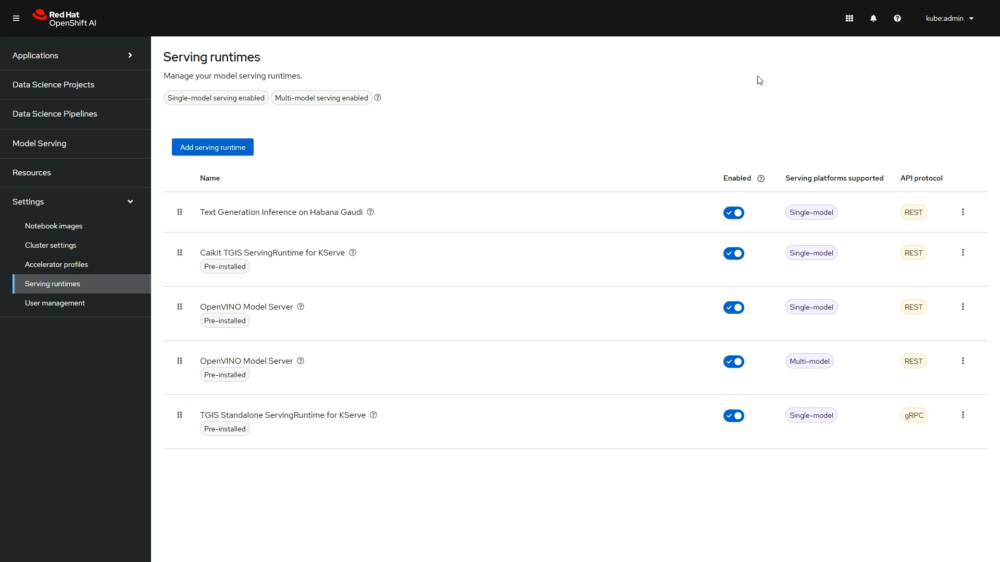 Red Hat
OpenShift AI
kube:admin
Applications
Data Science Projects
Data Science Pipelines
Model Serving
Resources
Settings
Notebook images
Cluster settings
Accelerator profiles
Serving runtimes
User management
Serving runtimes
Manage your model serving runtimes.
Single-model serving enabled Multi-model serving enabled
Add serving runtime
Name Enabled Serving platforms supported API protocol
Text Generation Inference on Habana Gaudi Single-model REST
Caikit TGIS ServingRuntime for KServe Single-model REST
Pre-installed
OpenVINO Model Server Single-model REST
Pre-installed
OpenVINO Model Server Multi-model REST
Pre-installed
TGIS Standalone ServingRuntime for KServe Single-model gRPC
Pre-installed